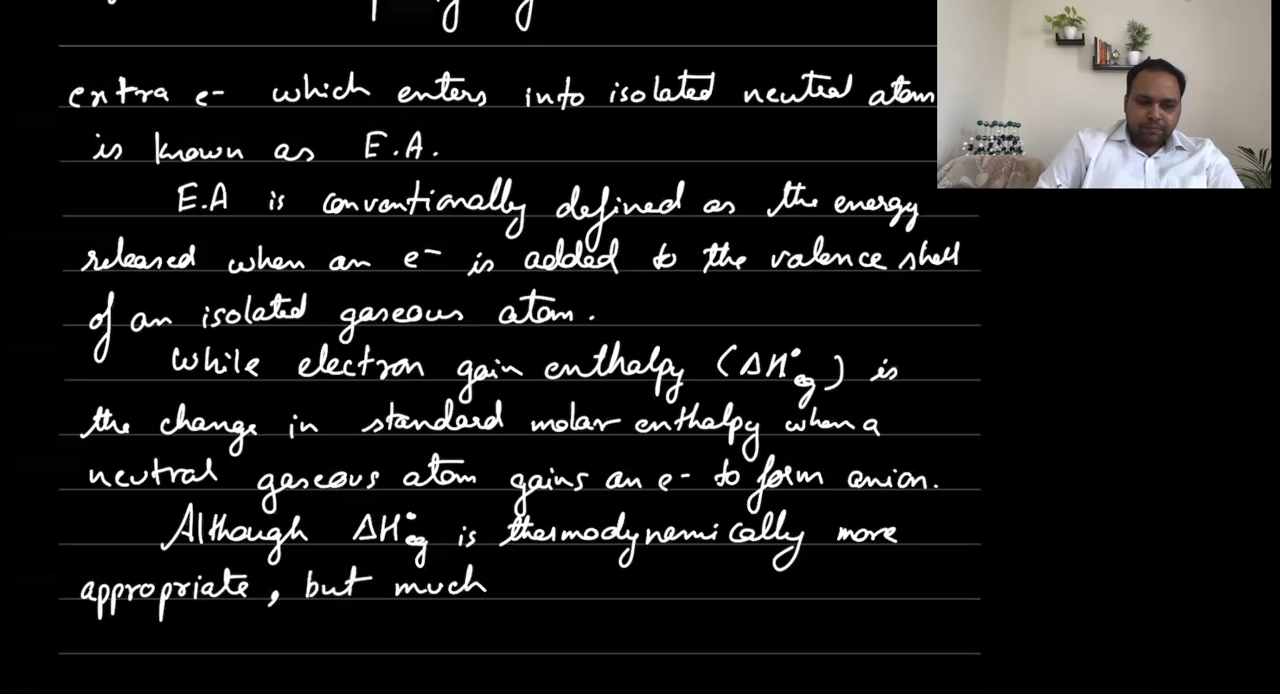 extra e- which enters into isolated neutral atom
is known as E.A.
E.A is conventionally defined as the energy
released when an e- is added to the valence shell
of an isolated gaseous atom.
While electron gain enthalpy (ΔH°eg) is
the change in standard molar enthalpy when a
neutral gaseous atom gains an e- to form anion.
Although ΔH°eg is thermodynamically more
appropriate, but much